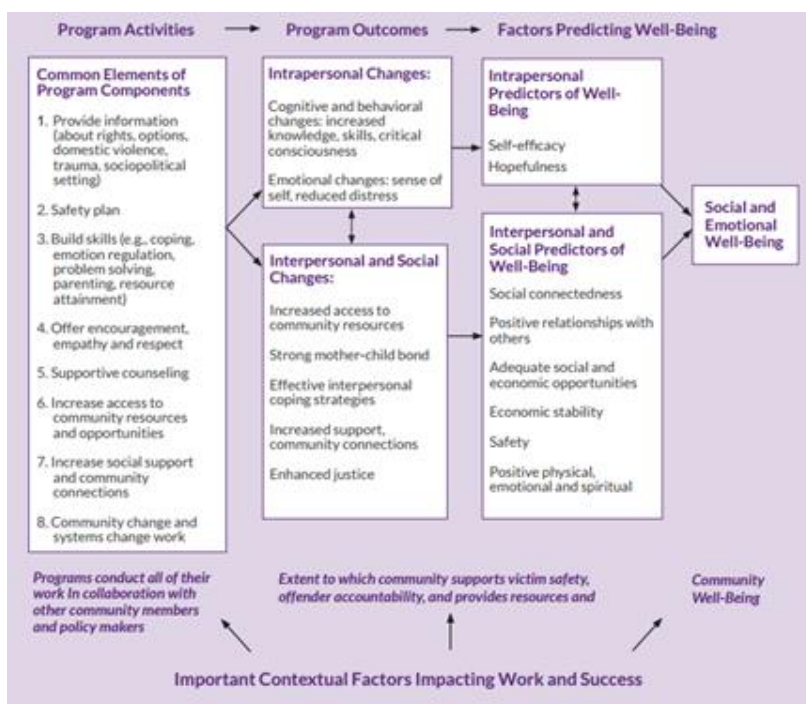 Program Activities
Program Outcomes
Factors Predicting Well-Being
Common Elements of
Program Components
1. Provide information
(about rights, options,
domestic violence,
trauma, sociopolitical
setting)
2. Safety plan
3. Build skills (e.g., coping,
emotion regulation,
problem solving,
parenting, resource
attainment)
4. Offer encouragement,
empathy and respect
5. Supportive counseling
6. Increase access to
community resources
and opportunities
7. Increase social support
and community
connections
8. Community change and
systems change work
Intrapersonal Changes:
Cognitive and behavioral
changes: increased
knowledge, skills, critical
consciousness
Emotional changes: sense of
self, reduced distress
Interpersonal and Social
Changes:
Increased access to
community resources
Strong mother-child bond
Effective interpersonal
coping strategies
Increased support,
community connections
Enhanced justice
Intrapersonal
Predictors of Well-
Being
Self-efficacy
Hopefulness
Interpersonal and
Social Predictors of
Well-Being
Social connectedness
Positive relationships with
others
Adequate social and
economic opportunities
Economic stability
Safety
Positive physical,
emotional and spiritual
Social and
Emotional
Well-Being
Programs conduct all of their
work In collaboration with
other community members
and policy makers
Extent to which community supports victim safety,
offender accountability, and provides resources and
Community
Well-Being
Important Contextual Factors Impacting Work and Success